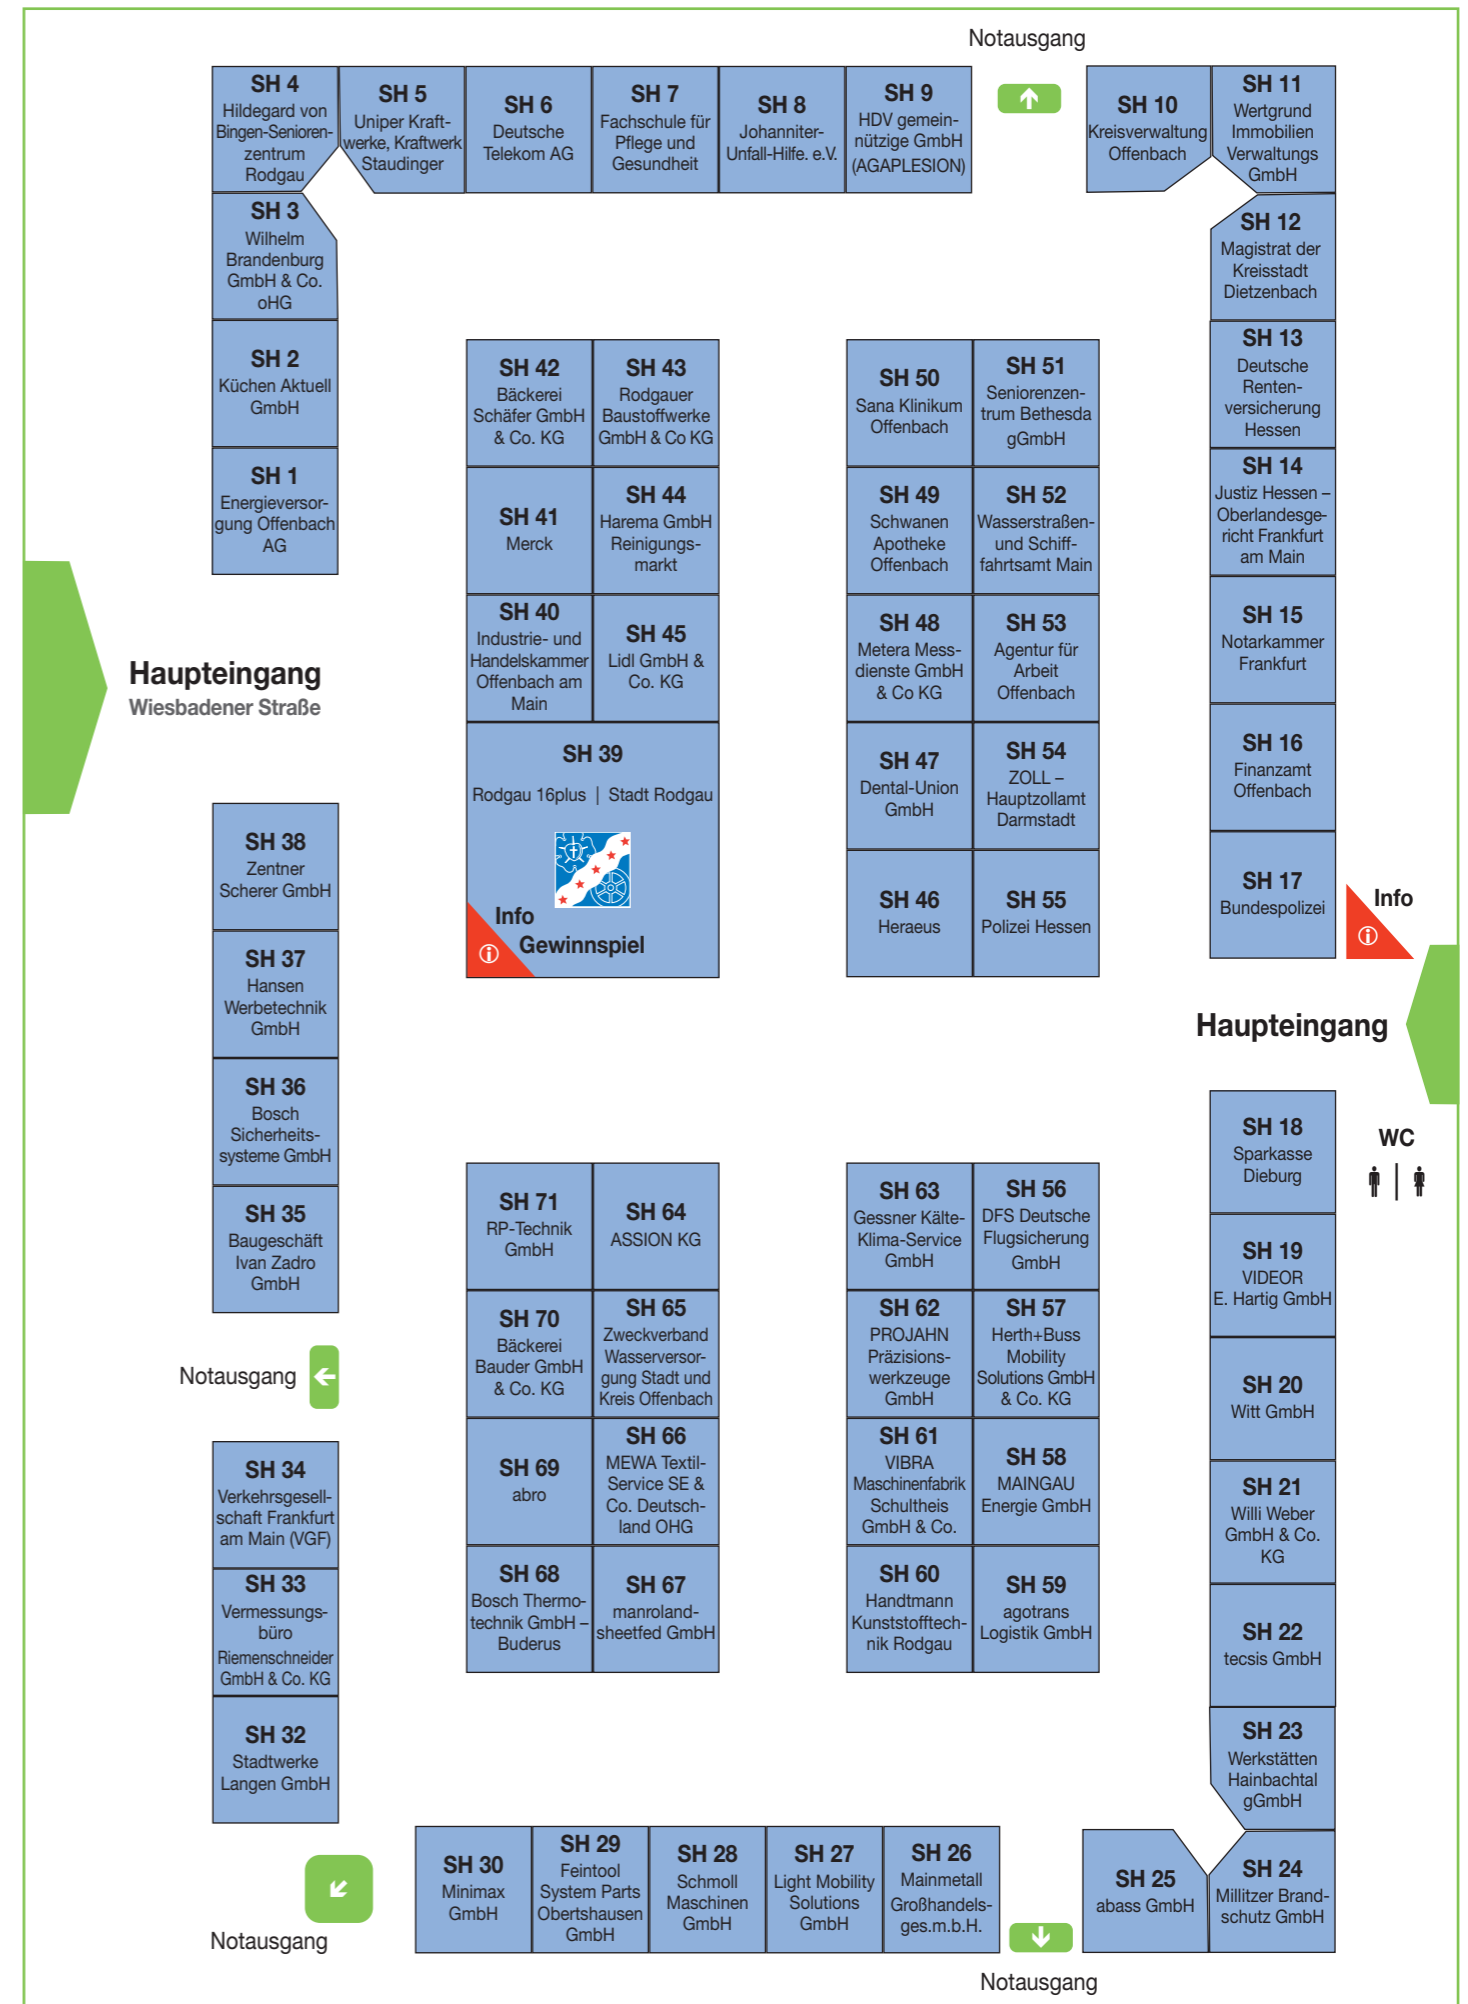 Notausgang
SH 4
Hildegard von
Bingen-Senioren-
zentrum
Rodgau
SH 5
Uniper Kraft-
werke, Kraftwerk
Staudinger
SH 6
Deutsche
Telekom AG
SH 7
Fachschule für
Pflege und
Gesundheit
SH 8
Johanniter-
Unfall-Hilfe. e.V.
SH 9
HDV gemein-
nützige GmbH
(AGAPLESION)
SH 10
Kreisverwaltung
Offenbach
SH 11
Wertgrund
Immobilien
Verwaltungs
GmbH
SH 3
Wilhelm
Brandenburg
GmbH & Co.
oHG
SH 12
Magistrat der
Kreisstadt
Dietzenbach
SH 2
Küchen Aktuell
GmbH
SH 42
Bäckerei
Schäfer GmbH
& Co. KG
SH 43
Rodgauer
Baustoffwerke
GmbH & Co KG
SH 50
Sana Klinikum
Offenbach
SH 51
Seniorenzen-
trum Bethesda
gGmbH
SH 13
Deutsche
Renten-
versicherung
Hessen
SH 1
Energieversor-
gung Offenbach
AG
SH 41
Merck
SH 44
Harema GmbH
Reinigungs-
markt
SH 49
Schwanen
Apotheke
Offenbach
SH 52
Wasserstraßen-
und Schiff-
fahrtsamt Main
SH 14
Justiz Hessen –
Oberlandesge-
richt Frankfurt
am Main
Haupteingang
Wiesbadener Straße
SH 40
Industrie- und
Handelskammer
Offenbach am
Main
SH 45
Lidl GmbH &
Co. KG
SH 48
Metera Mess-
dienste GmbH
& Co KG
SH 53
Agentur für
Arbeit
Offenbach
SH 15
Notarkammer
Frankfurt
SH 39
Rodgau 16plus | Stadt Rodgau
Info
Gewinnspiel
SH 47
Dental-Union
GmbH
SH 54
ZOLL –
Hauptzollamt
Darmstadt
SH 16
Finanzamt
Offenbach
SH 38
Zentner
Scherer GmbH
SH 46
Heraeus
SH 55
Polizei Hessen
SH 17
Bundespolizei
Info
SH 37
Hansen
Werbetechnik
GmbH
Haupteingang
SH 36
Bosch
Sicherheits-
systeme GmbH
SH 18
Sparkasse
Dieburg
WC
SH 35
Baugeschäft
Ivan Zadro
GmbH
SH 71
RP-Technik
GmbH
SH 64
ASSION KG
SH 63
Gessner Kälte-
Klima-Service
GmbH
SH 56
DFS Deutsche
Flugsicherung
GmbH
SH 19
VIDEOR
E. Hartig GmbH
Notausgang
SH 70
Bäckerei
Bauder GmbH
& Co. KG
SH 65
Zweckverband
Wasserversor-
gung Stadt und
Kreis Offenbach
SH 62
PROJAHN
Präzisions-
werkzeuge
GmbH
SH 57
Herth+Buss
Mobility
Solutions GmbH
& Co. KG
SH 20
Witt GmbH
SH 34
Verkehrsgesell-
schaft Frankfurt
am Main (VGF)
SH 69
abro
SH 66
MEWA Textil-
Service SE &
Co. Deutsch-
land OHG
SH 61
VIBRA
Maschinenfabrik
Schultheis
GmbH & Co.
SH 58
MAINGAU
Energie GmbH
SH 21
Willi Weber
GmbH & Co.
KG
SH 33
Vermessungs-
büro
Riemenschneider
GmbH & Co. KG
SH 68
Bosch Thermo-
technik GmbH –
Buderus
SH 67
manroland-
sheetfed GmbH
SH 60
Handtmann
Kunststofftech-
nik Rodgau
SH 59
agotrans
Logistik GmbH
SH 22
tecsis GmbH
SH 32
Stadtwerke
Langen GmbH
SH 23
Werkstätten
Hainbachtal
gGmbH
Notausgang
SH 30
Minimax
GmbH
SH 29
Feintool
System Parts
Obertshausen
GmbH
SH 28
Schmoll
Maschinen
GmbH
SH 27
Light Mobility
Solutions
GmbH
SH 26
Mainmetall
Großhandels-
ges.m.b.H.
Notausgang
SH 25
abass GmbH
SH 24
Millitzer Brand-
schutz GmbH